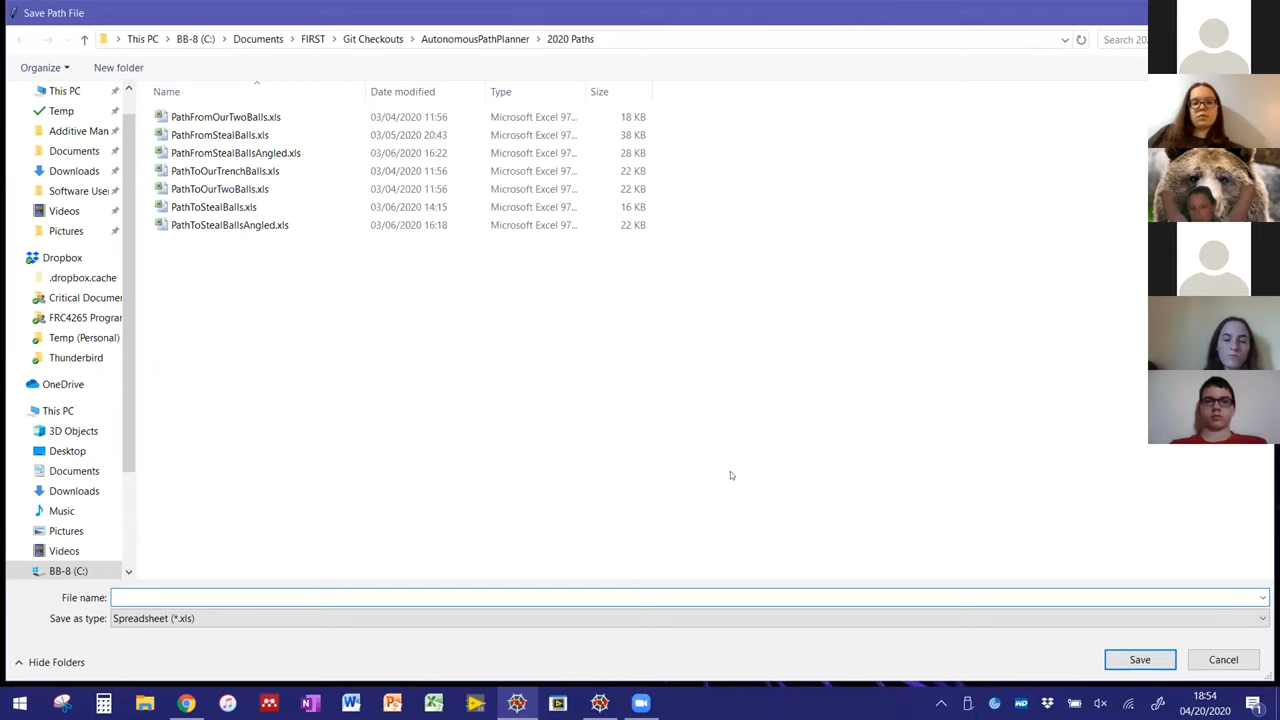 Save Path File
This PC > BB-8 (C:) > Documents > FIRST > Git Checkouts > AutonomousPathPlanner > 2020 Paths
Search 20
Organize New folder
Name Date modified Type Size
PathFromOurTwoBalls.xls 03/04/2020 11:56 Microsoft Excel 97... 18 KB
PathFromStealBalls.xls 03/05/2020 20:43 Microsoft Excel 97... 38 KB
PathFromStealBallsAngled.xls 03/06/2020 16:22 Microsoft Excel 97... 28 KB
PathToOurTrenchBalls.xls 03/04/2020 11:56 Microsoft Excel 97... 22 KB
PathToOurTwoBalls.xls 03/04/2020 11:56 Microsoft Excel 97... 22 KB
PathToStealBalls.xls 03/06/2020 14:15 Microsoft Excel 97... 16 KB
PathToStealBallsAngled.xls 03/06/2020 16:18 Microsoft Excel 97... 22 KB
This PC
Temp
Additive Man
Documents
Downloads
Software User
Videos
Pictures
Dropbox
.dropbox.cache
Critical Docume
FRC4265 Progra
Temp (Personal)
Thunderbird
OneDrive
This PC
3D Objects
Desktop
Documents
Downloads
Music
Pictures
Videos
BB-8 (C:)
File name:
Save as type: Spreadsheet (*.xls)
Hide Folders
Save
Cancel
18:54
04/20/2020